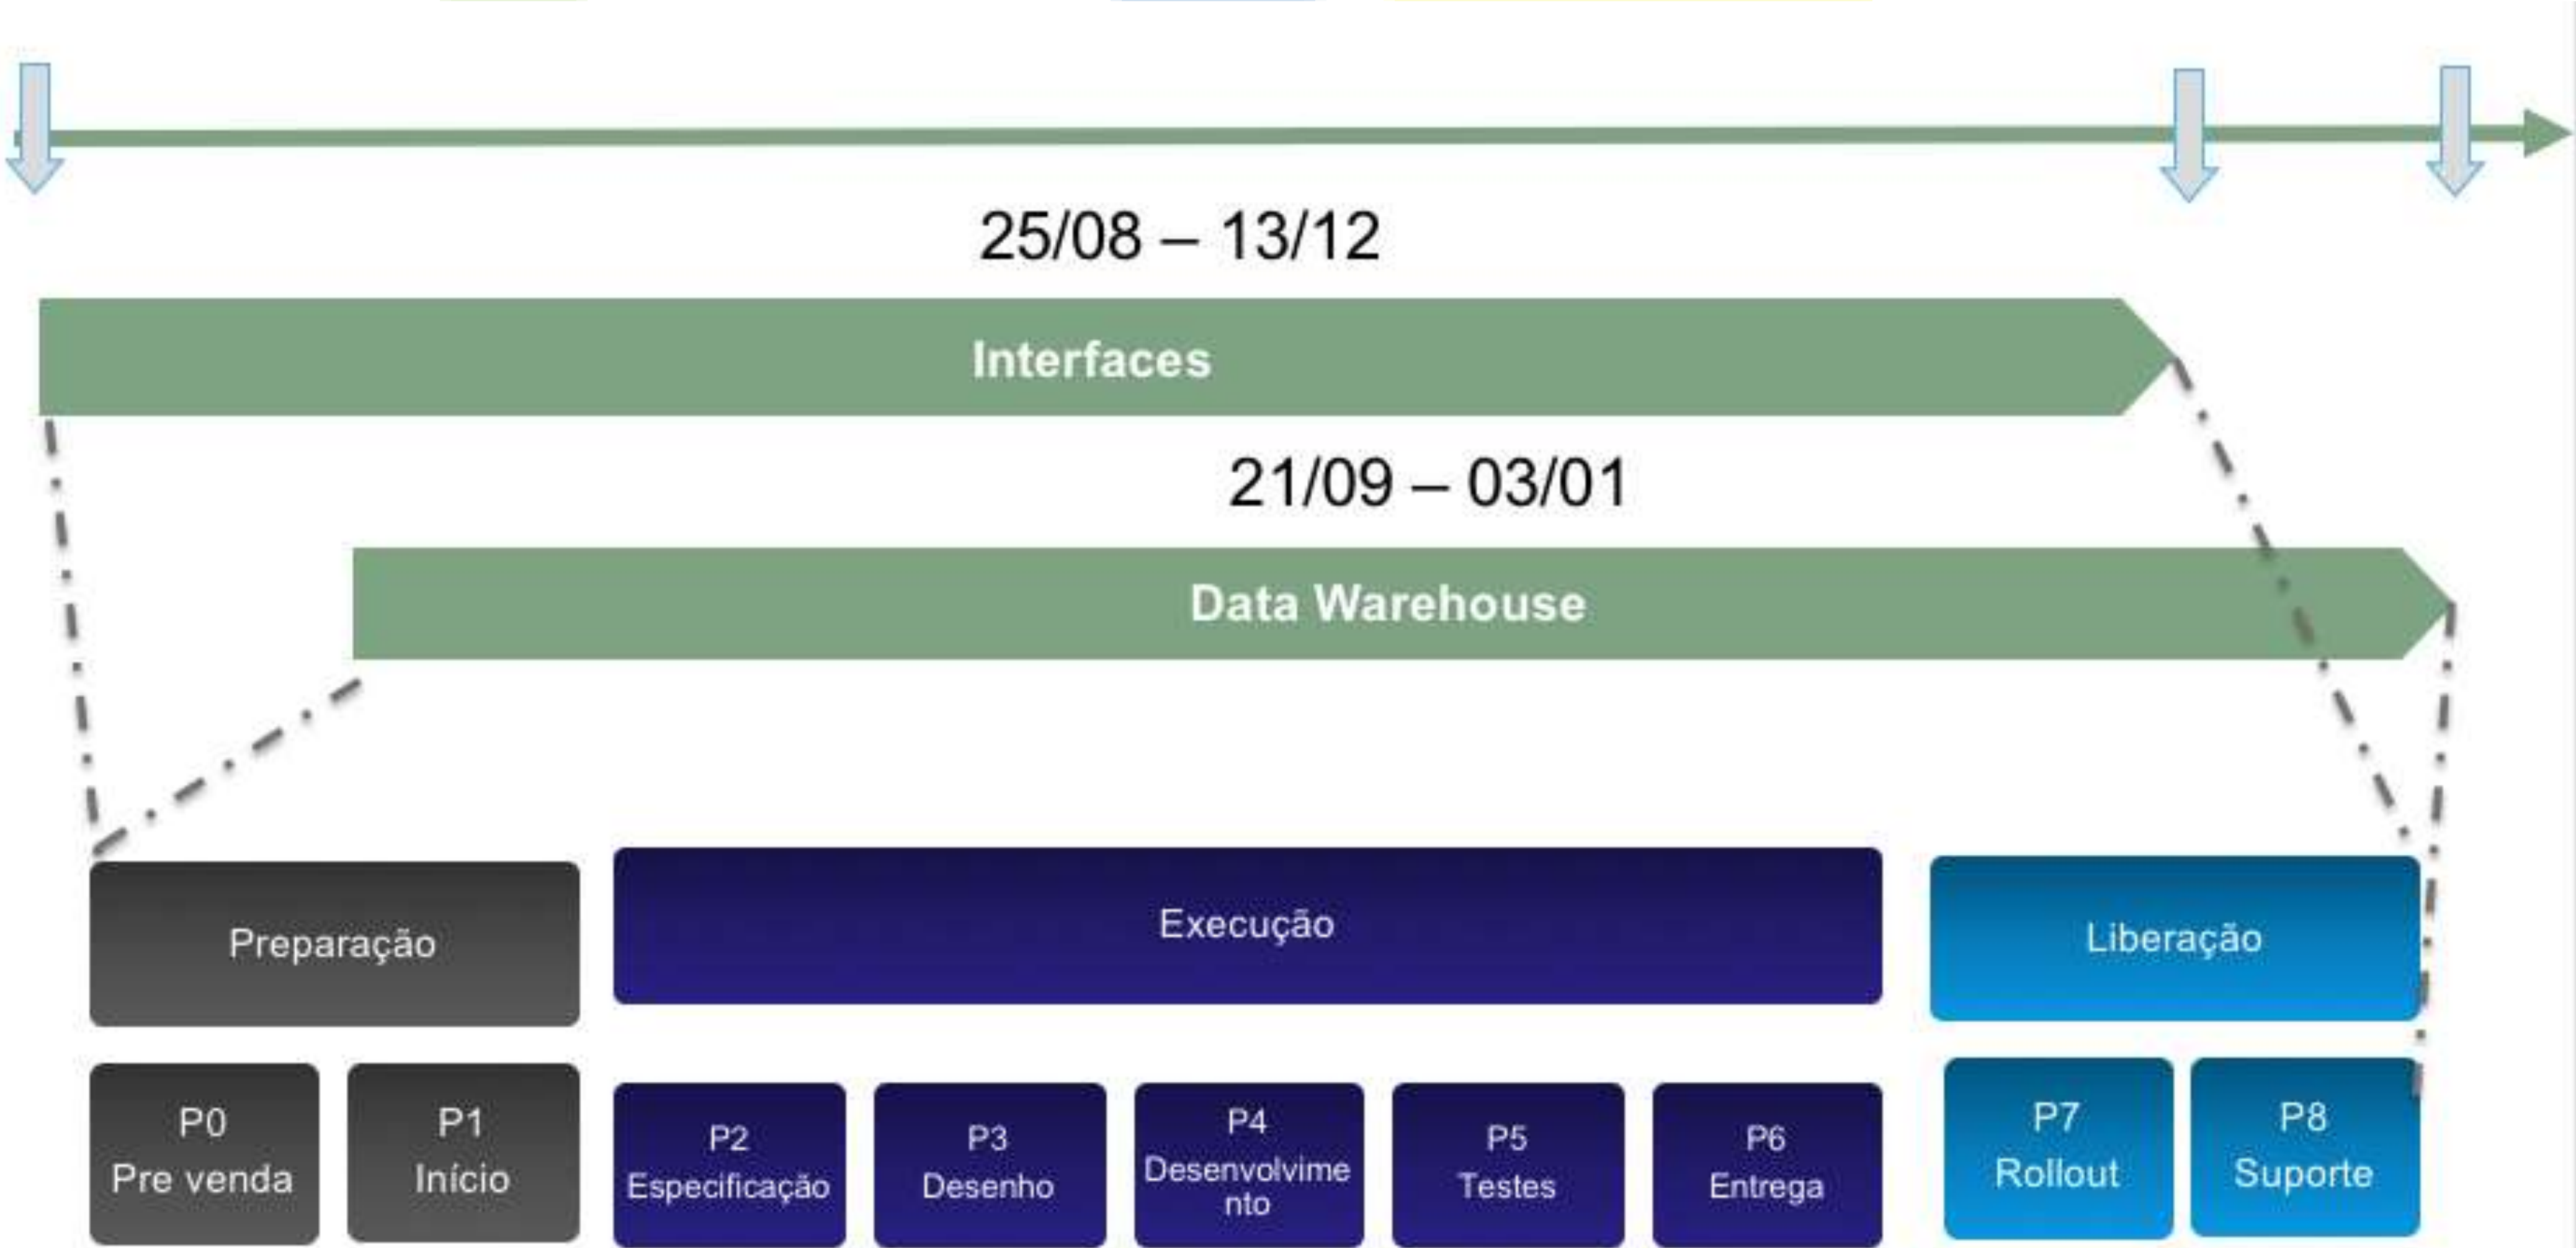 25/08 – 13/12
Interfaces
21/09 – 03/01
Data Warehouse
Preparação
Execução
Liberação
P0
Pre venda
P1
Início
P2
Especificação
P3
Desenho
P4
Desenvolvime
nto
P5
Testes
P6
Entrega
P7
Rollout
P8
Suporte